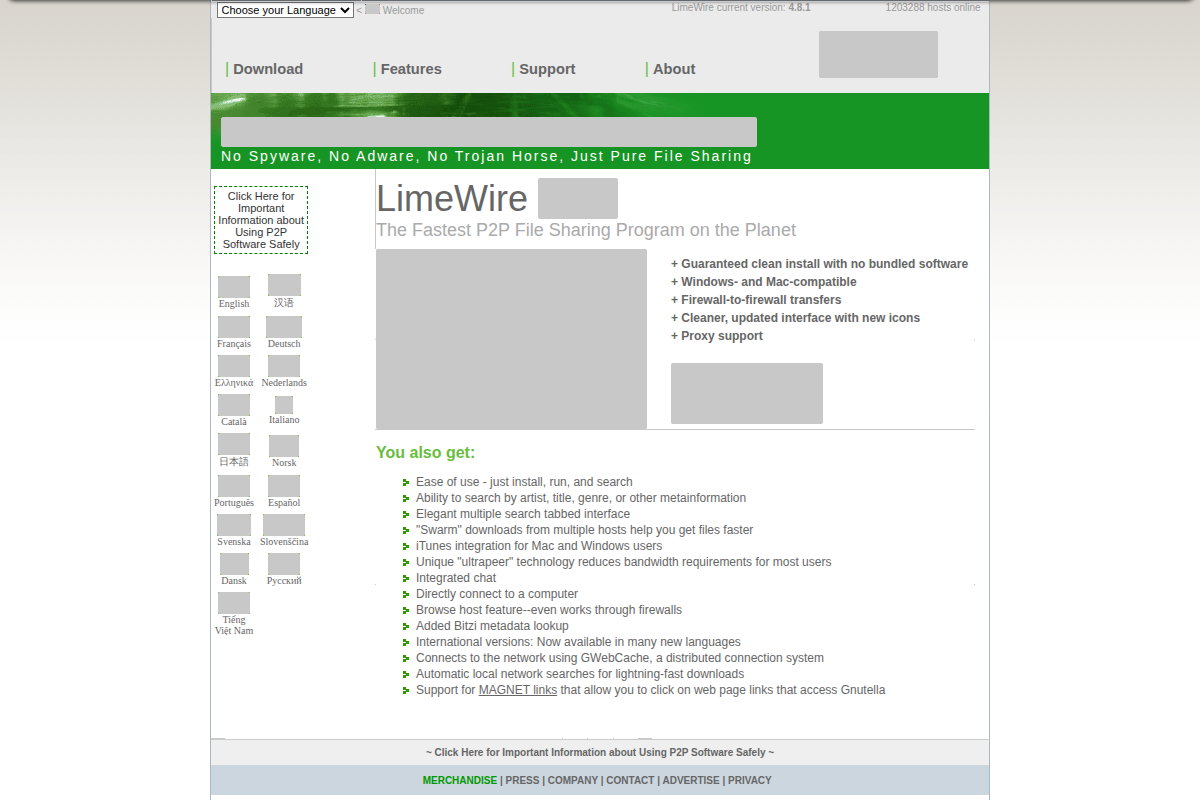 Choose your Language < Welcome
LimeWire current version: 4.8.1
1203288 hosts online
| Download
| Features
| Support
| About
No Spyware, No Adware, No Trojan Horse, Just Pure File Sharing
Click Here for
Important
Information about
Using P2P
Software Safely
English
汉语
Français
Deutsch
Ελληνικά
Nederlands
Català
Italiano
日本語
Norsk
Português
Español
Svenska
Slovenščina
Dansk
Русский
Tiếng
Việt Nam
LimeWire
The Fastest P2P File Sharing Program on the Planet
+ Guaranteed clean install with no bundled software
+ Windows- and Mac-compatible
+ Firewall-to-firewall transfers
+ Cleaner, updated interface with new icons
+ Proxy support
You also get:
Ease of use - just install, run, and search
Ability to search by artist, title, genre, or other metainformation
Elegant multiple search tabbed interface
"Swarm" downloads from multiple hosts help you get files faster
iTunes integration for Mac and Windows users
Unique "ultrapeer" technology reduces bandwidth requirements for most users
Integrated chat
Directly connect to a computer
Browse host feature--even works through firewalls
Added Bitzi metadata lookup
International versions: Now available in many new languages
Connects to the network using GWebCache, a distributed connection system
Automatic local network searches for lightning-fast downloads
Support for MAGNET links that allow you to click on web page links that access Gnutella
~ Click Here for Important Information about Using P2P Software Safely ~
MERCHANDISE | PRESS | COMPANY | CONTACT | ADVERTISE | PRIVACY